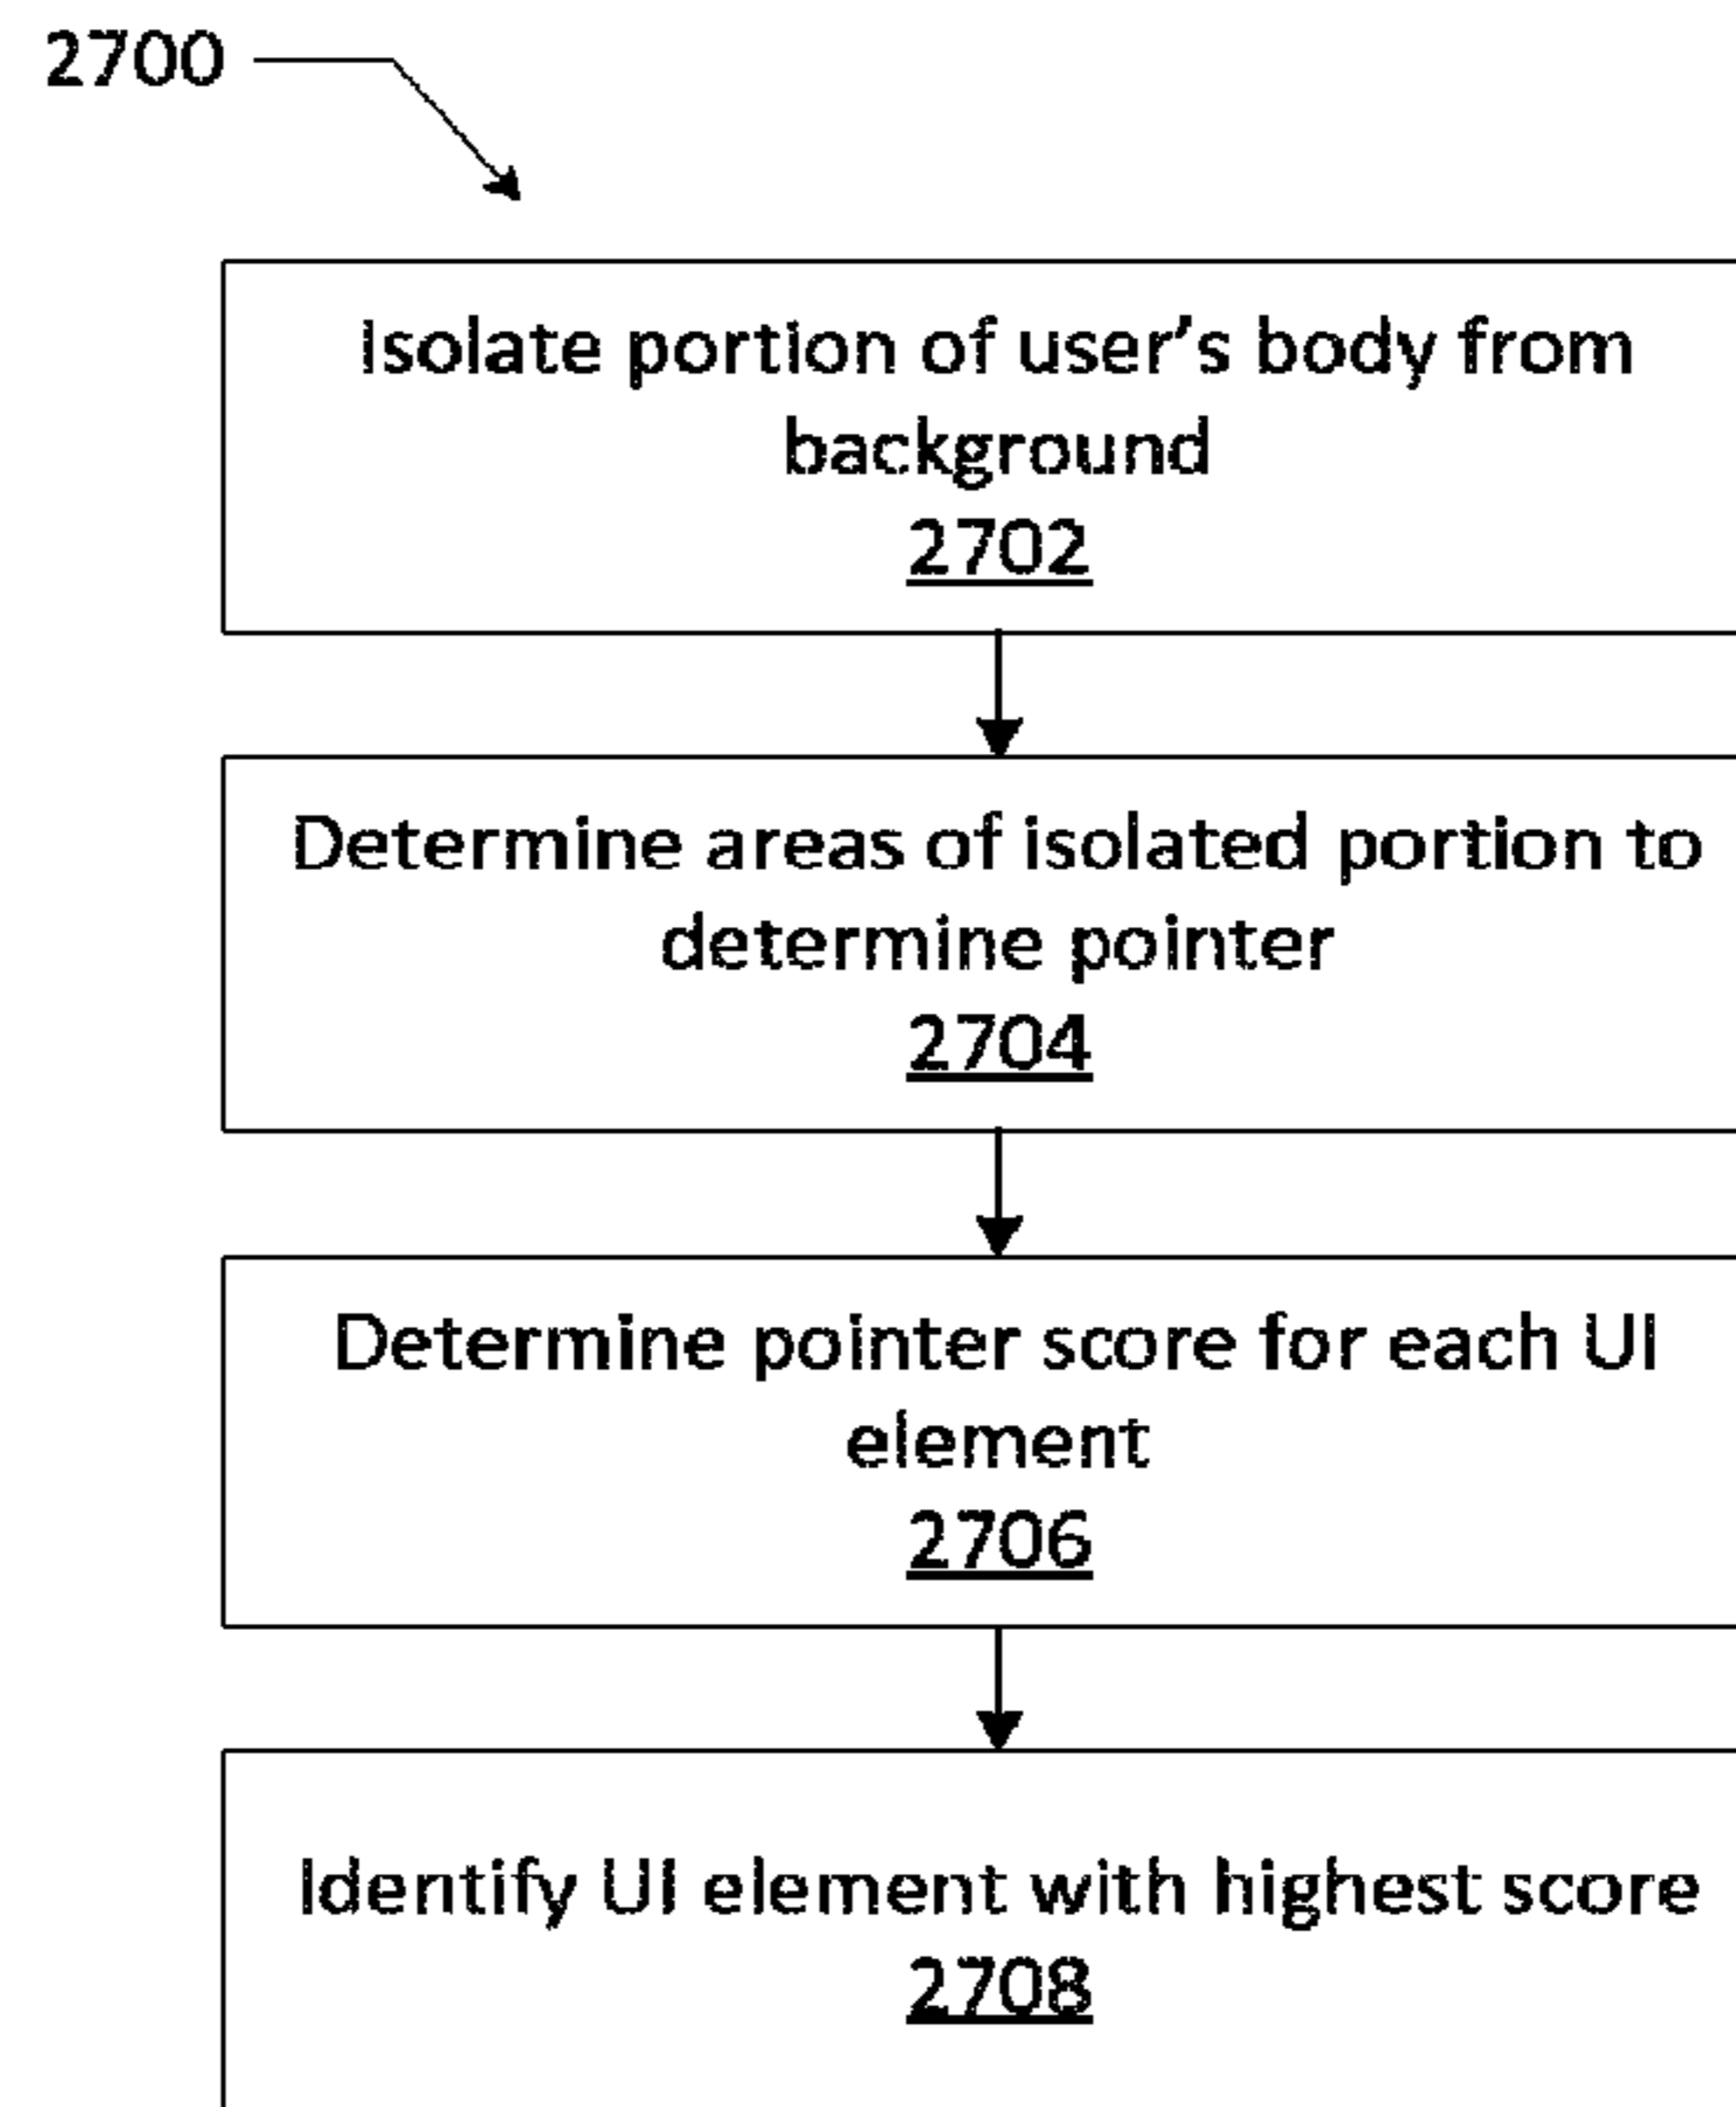 2700
Isolate portion of user's body from
background
2702
Determine areas of isolated portion to
determine pointer
2704
Determine pointer score for each UI
element
2706
Identify UI element with highest score
2708